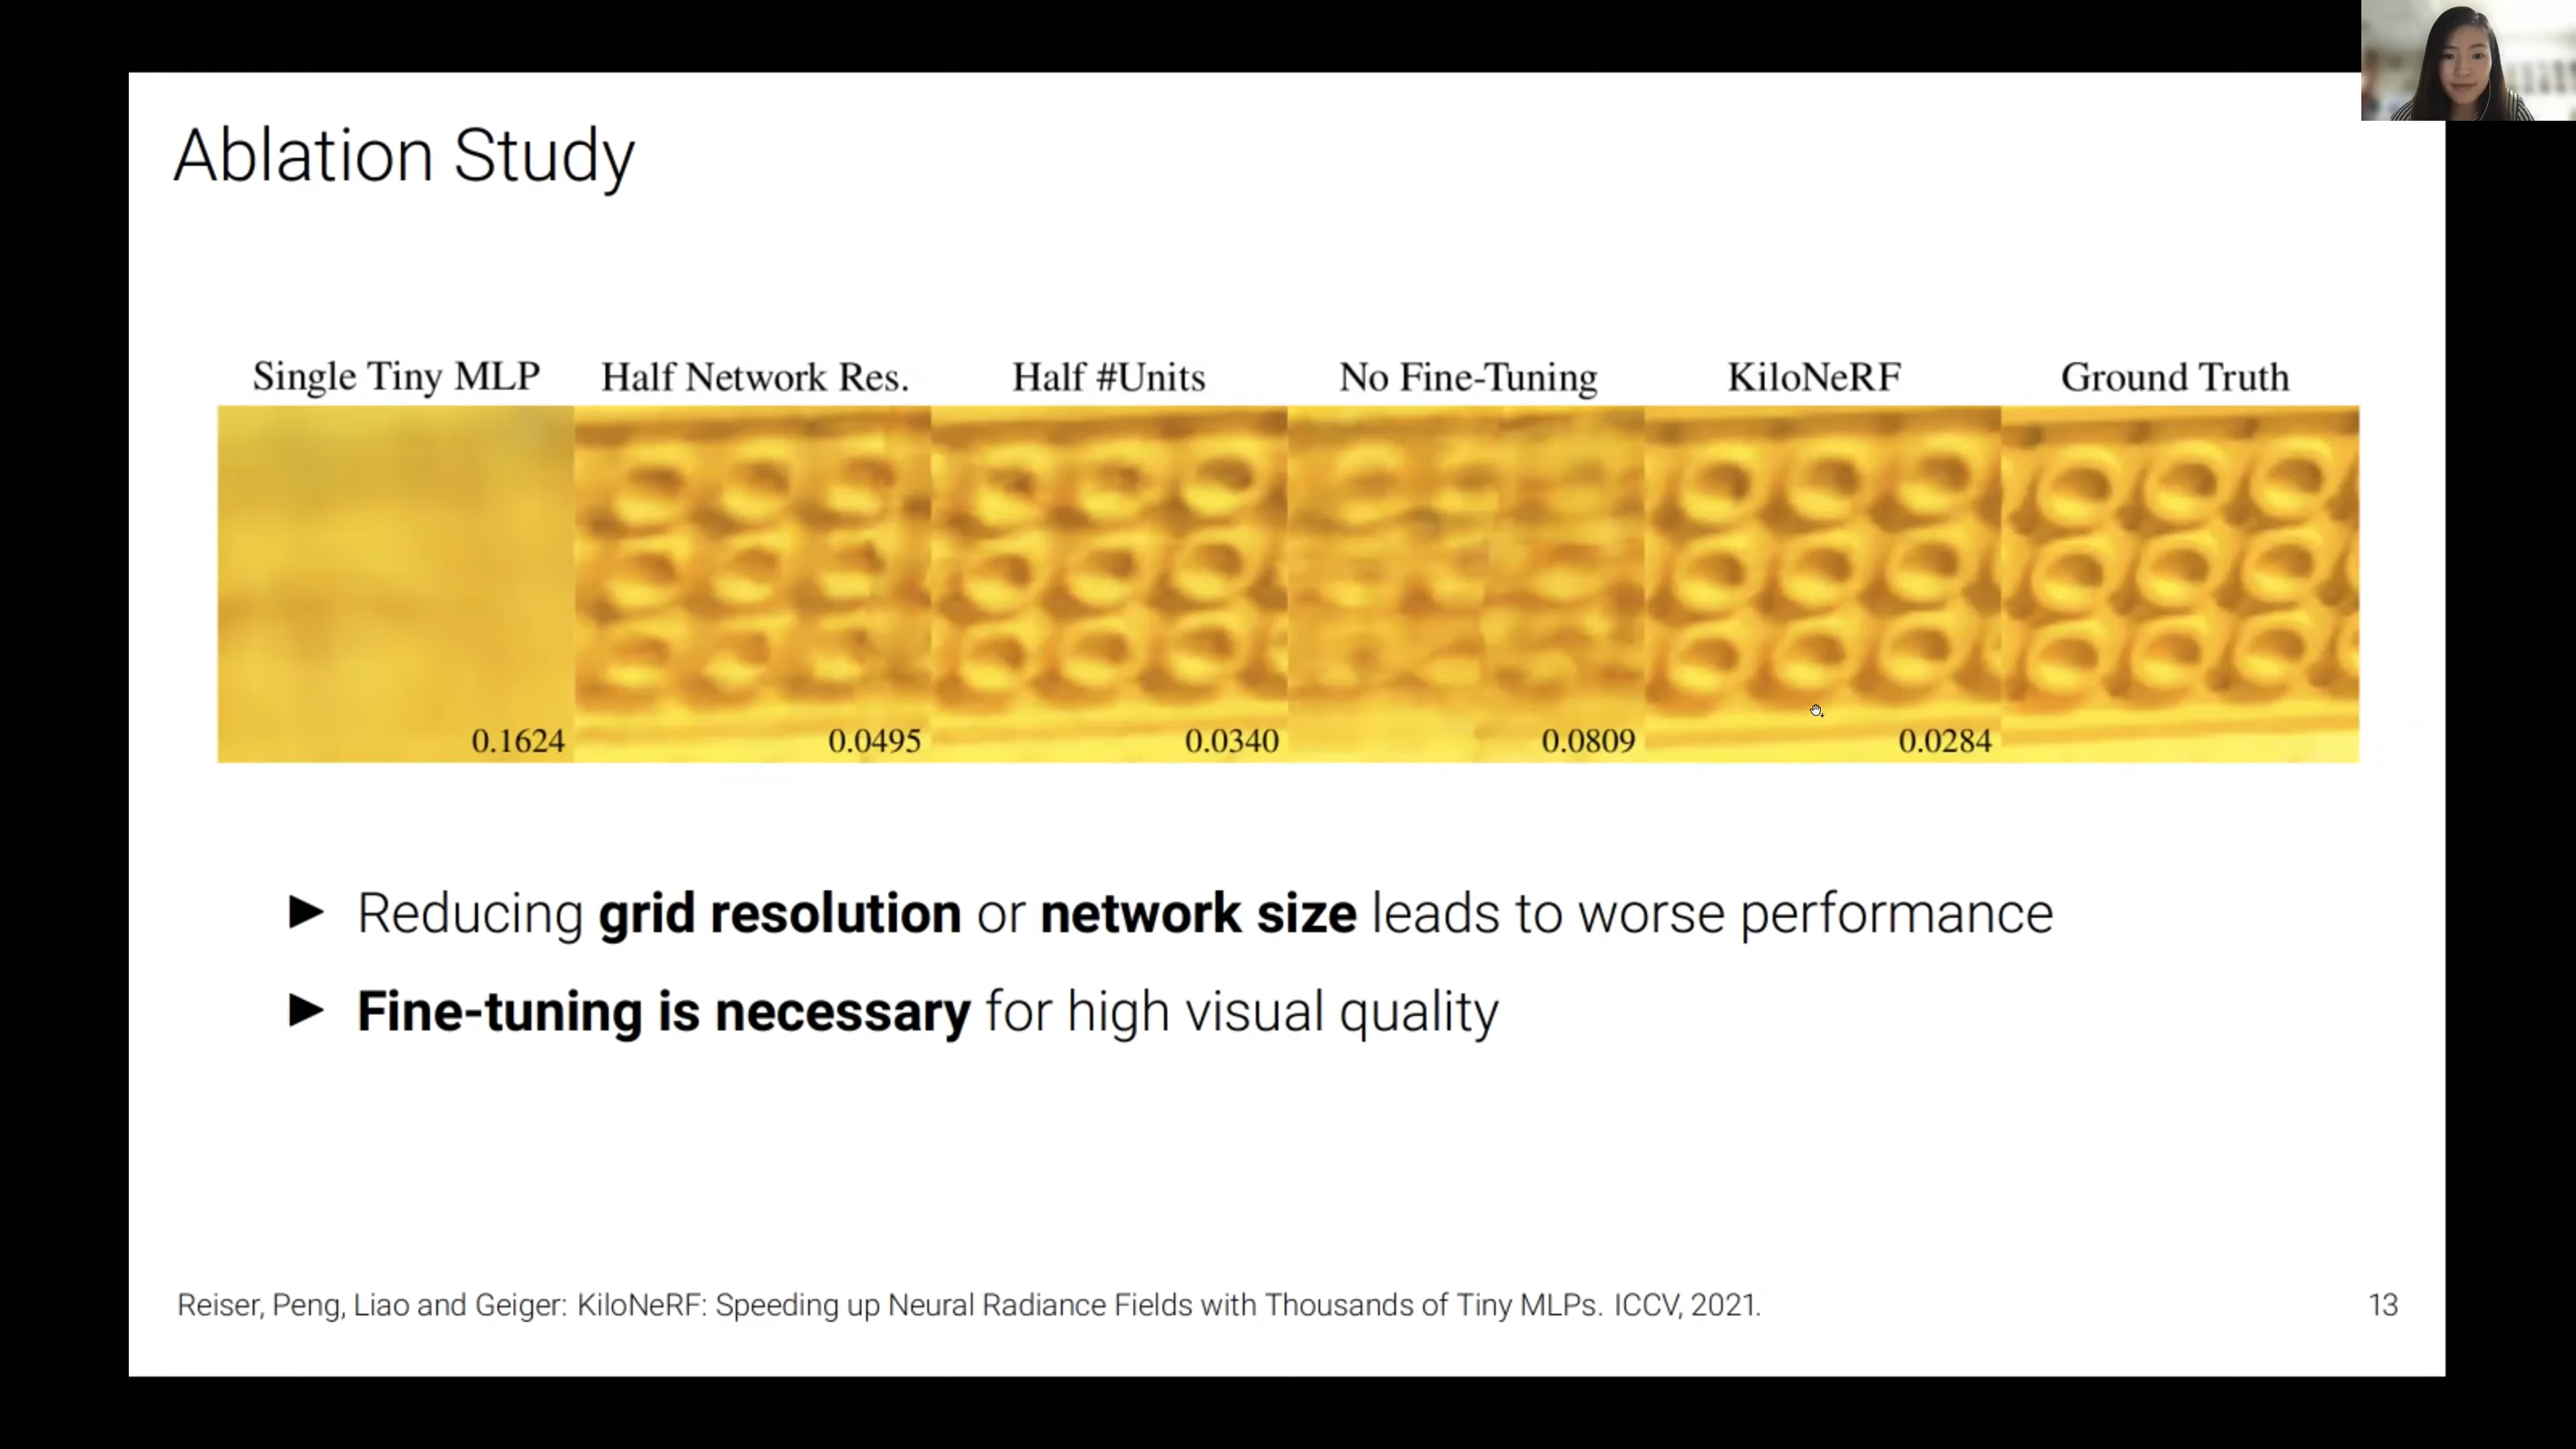 Ablation Study
Single Tiny MLP Half Network Res. Half #Units No Fine-Tuning KiloNeRF Ground Truth
0.1624 0.0495 0.0340 0.0809 0.0284
► Reducing grid resolution or network size leads to worse performance
► Fine-tuning is necessary for high visual quality
Reiser, Peng, Liao and Geiger: KiloNeRF: Speeding up Neural Radiance Fields with Thousands of Tiny MLPs. ICCV, 2021. 13